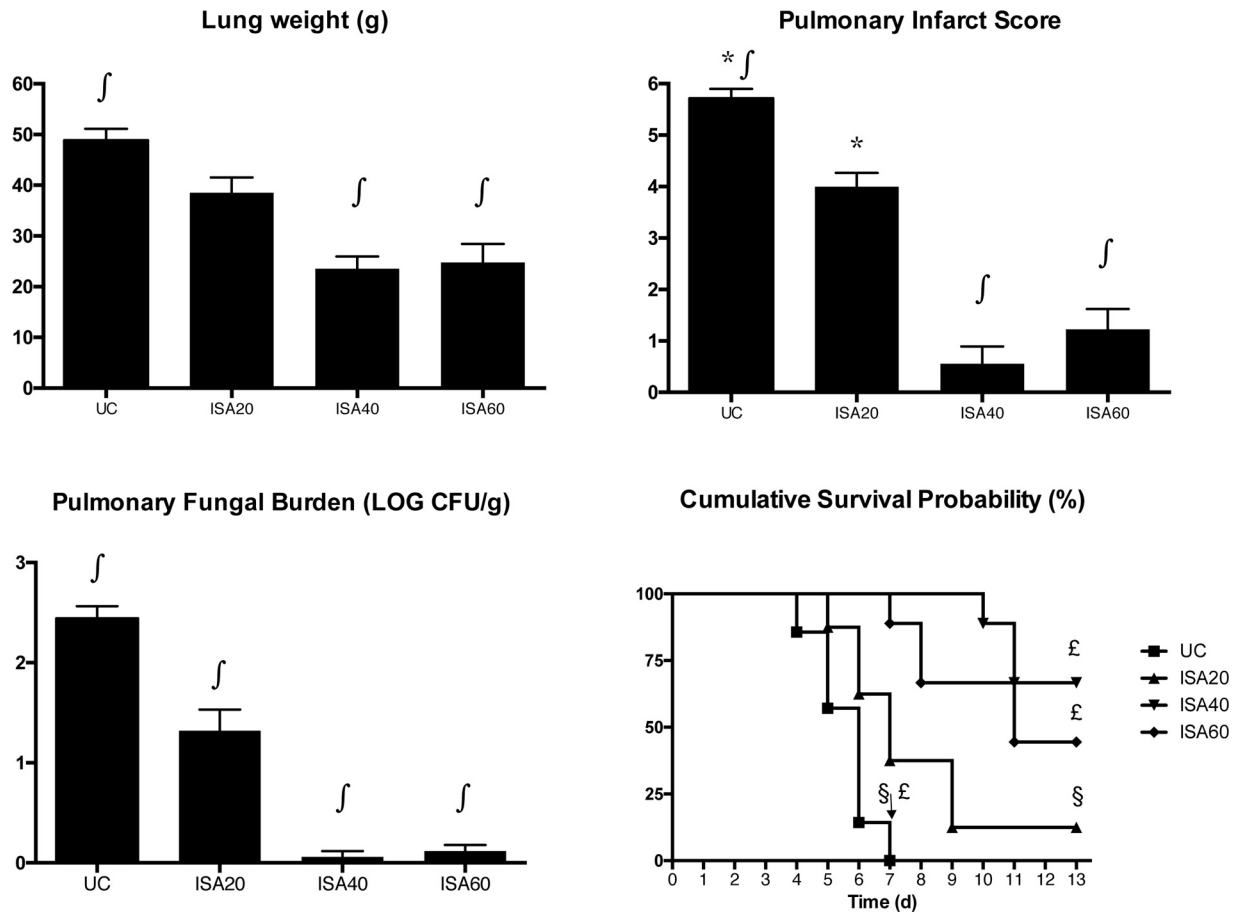 Lung weight (g)
∫
60
50
40
30
20
10
0
∫
∫
UC
ISA20
ISA40
ISA60
Pulmonary Infarct Score
* ∫
6
5
4
3
2
1
0
*
∫
∫
UC
ISA20
ISA40
ISA60
Pulmonary Fungal Burden (LOG CFU/g)
∫
3
2
1
0
∫
∫
∫
UC
ISA20
ISA40
ISA60
Cumulative Survival Probability (%)
100
75
50
25
0
£
£
§ £
§
0 1 2 3 4 5 6 7 8 9 10 11 12 13
Time (d)
UC
ISA20
ISA40
ISA60